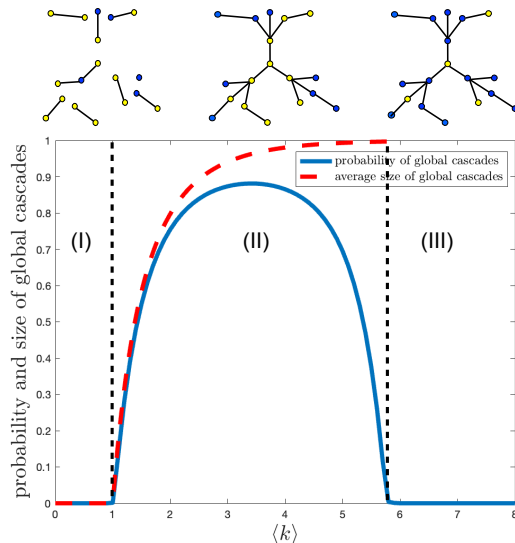 1
0.9
0.8
0.7
0.6
0.5
0.4
0.3
0.2
0.1
0
probability and size of global cascades
probability of global cascades
average size of global cascades
(I)
(II)
(III)
0 1 2 3 4 5 6 7 8
⟨k⟩